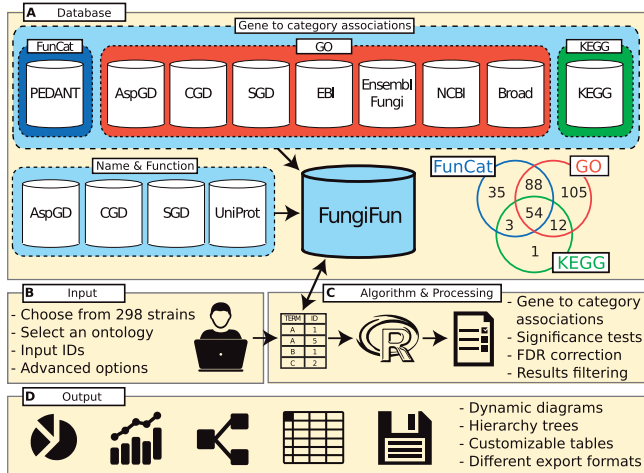 A Database
Gene to category associations
FunCat
GO
KEGG
PEDANT
AspGD
CGD
SGD
EBI
Ensembl
Fungi
NCBI
Broad
KEGG
Name & Function
AspGD
CGD
SGD
UniProt
FungiFun
FunCat
GO
35
88
105
54
3
12
1
KEGG
B Input
- Choose from 298 strains
- Select an ontology
- Input IDs
- Advanced options
C Algorithm & Processing
TERM ID
A 1
A 5
B 1
C 2
R
- Gene to category
associations
- Significance tests
- FDR correction
- Results filtering
D Output
- Dynamic diagrams
- Hierarchy trees
- Customizable tables
- Different export formats